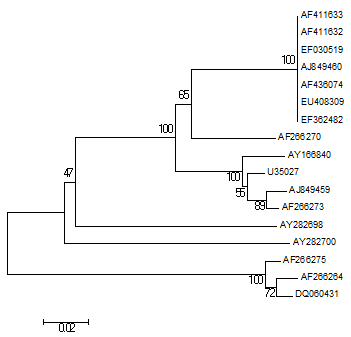 AF411633
AF411632
EF030519
100
AJ849460
AF436074
65
EU408309
EF362482
100
AF266270
AY166840
47
100
U35027
55
AJ849459
89
AF266273
AY282698
AY282700
AF266275
100
AF266264
72
DQ060431
0.02